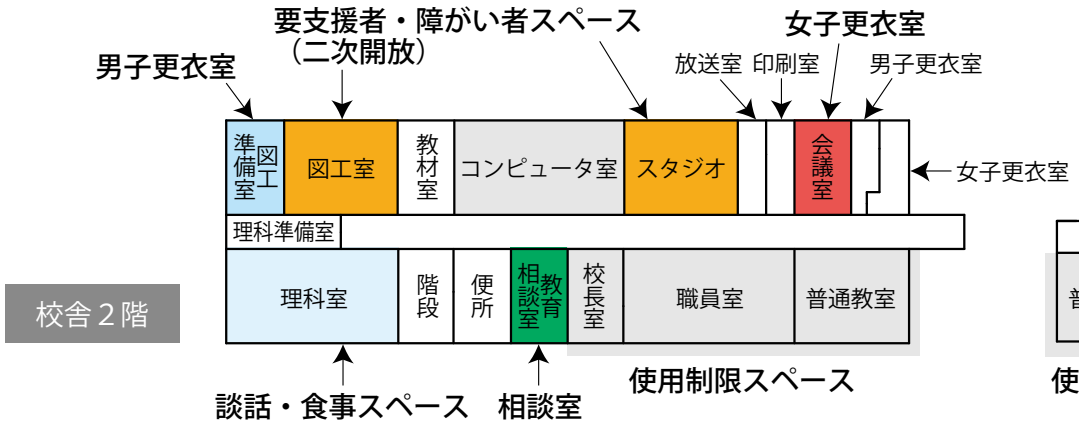 要支援者・障がい者スペース
（二次開放）
女子更衣室
男子更衣室
放送室
印刷室
男子更衣室
図工
準備室
図工室
教材室
コンピュータ室
スタジオ
会議室
女子更衣室
理科準備室
校舎２階
理科室
階段
便所
教育
相談室
校長室
職員室
普通教室
普
使用制限スペース
使
談話・食事スペース
相談室